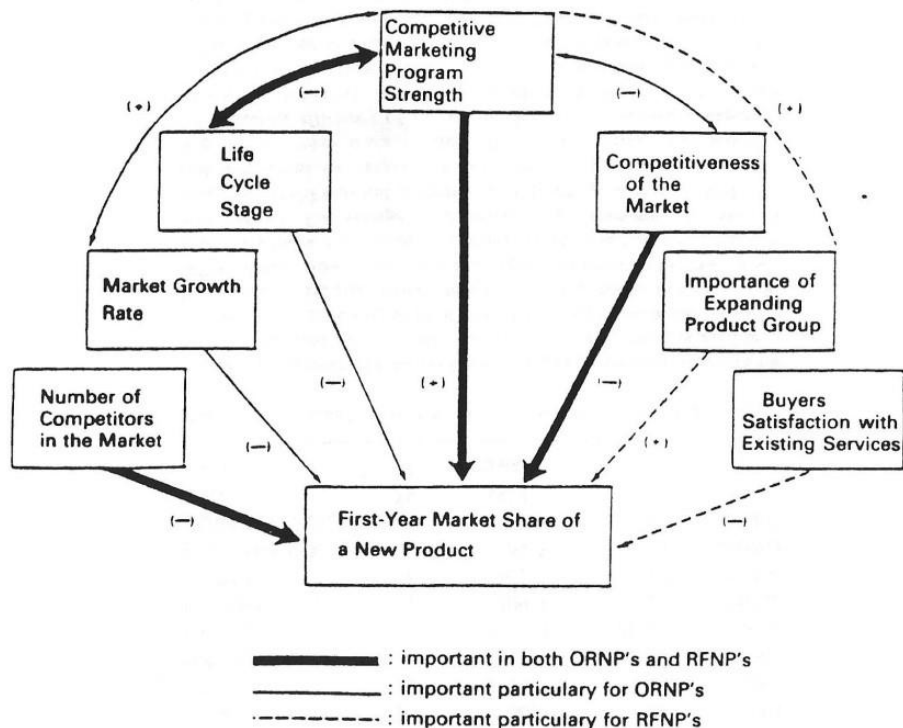 Competitive
Marketing
Program
Strength
(—)
(—)
(+)
(+)
Life
Cycle
Stage
Competitiveness
of the
Market
Market Growth
Rate
Importance of
Expanding
Product Group
(—)
(+)
(—)
Number of
Competitors
in the Market
Buyers
Satisfaction with
Existing Services
(—)
(+)
First-Year Market Share of
a New Product
(—)
(—)
: important in both ORNP's and RFNP's
: important particulary for ORNP's
: important particulary for RFNP's